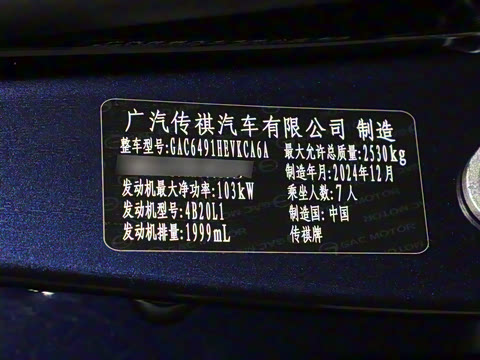 广汽传祺汽车有限公司 制造
整车型号:GAC6491HEVKCA6A
最大允许总质量:2530kg
制造年月:2024年12月
发动机最大净功率:103kW
乘坐人数:7人
发动机型号:4B20L1
制造国:中国
发动机排量:1999mL
传祺牌
GAC MOTOR